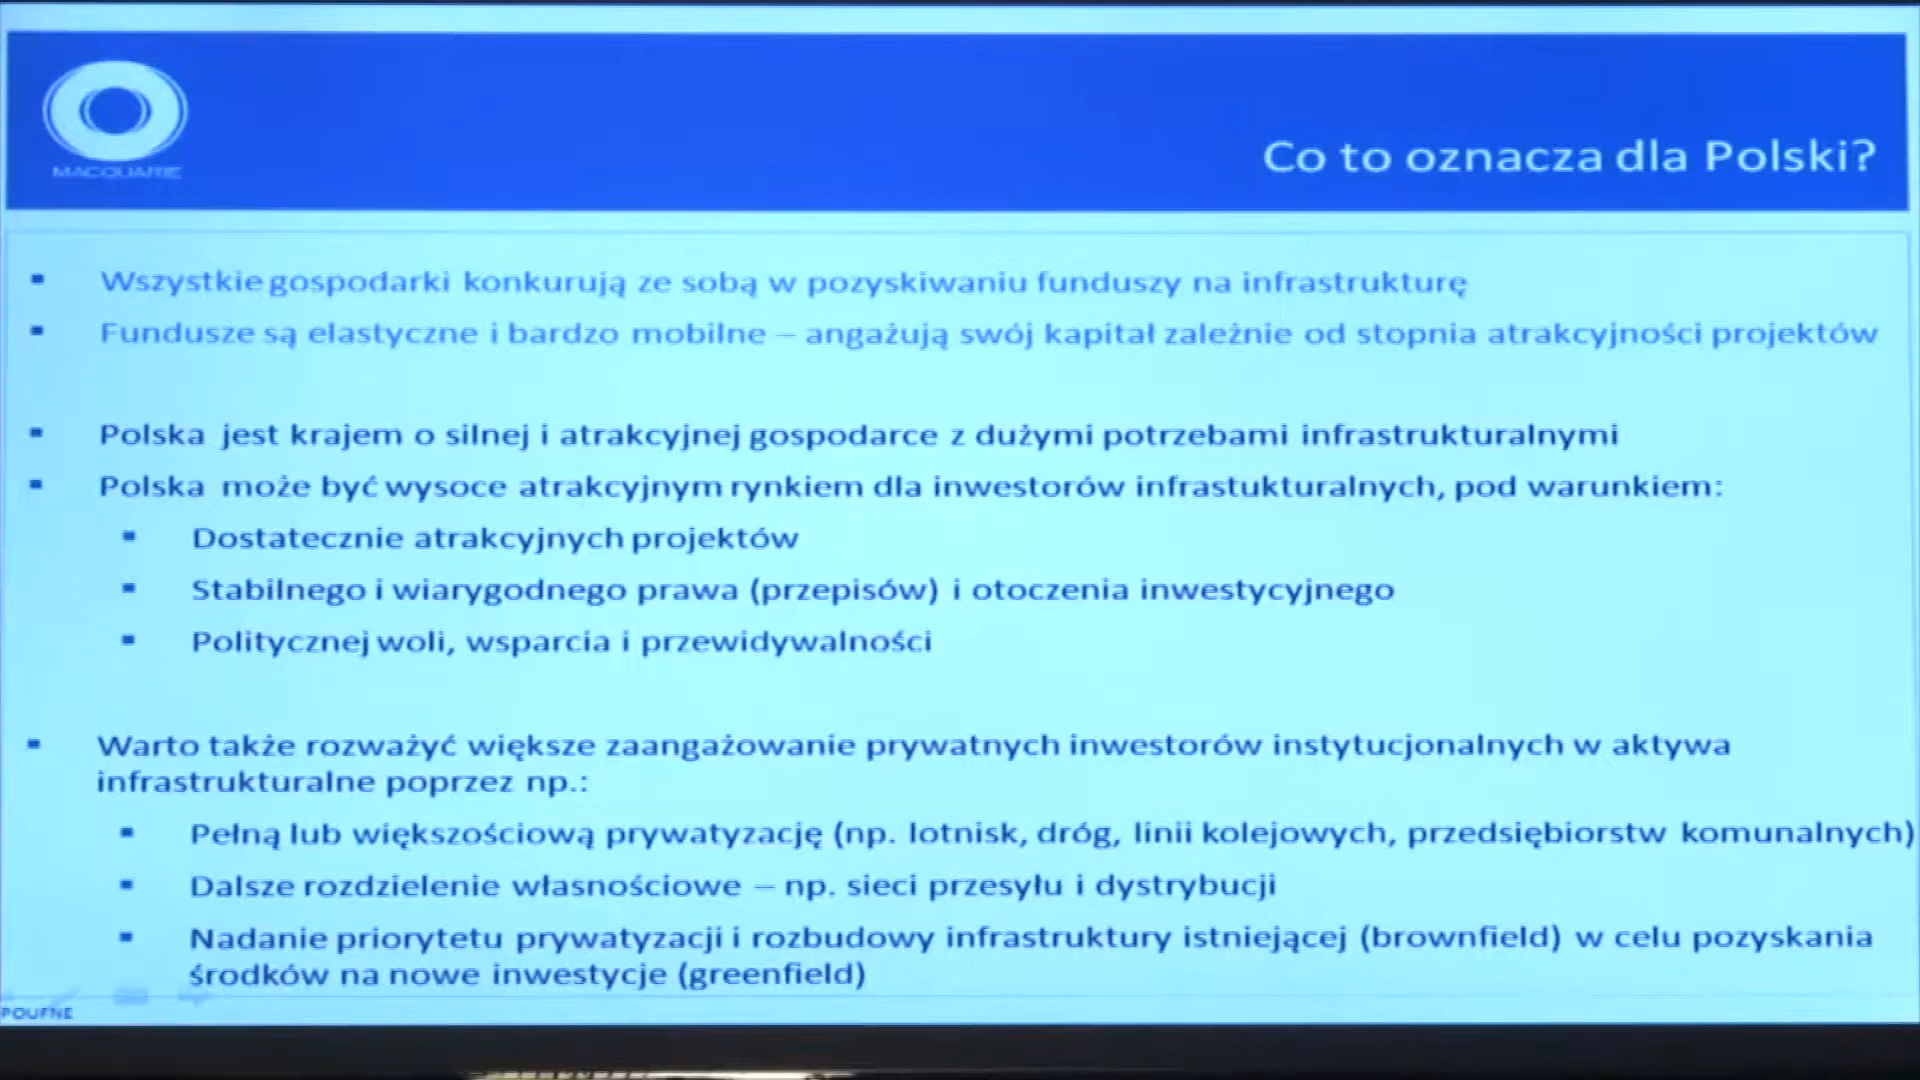 MACQUARIE
Co to oznacza dla Polski?
Wszystkie gospodarki konkurują ze sobą w pozyskiwaniu funduszy na infrastrukturę
Fundusze są elastyczne i bardzo mobilne – angażują swój kapitał zależnie od stopnia atrakcyjności projektów
Polska jest krajem o silnej i atrakcyjnej gospodarce z dużymi potrzebami infrastrukturalnymi
Polska może być wysoce atrakcyjnym rynkiem dla inwestorów infrastukturalnych, pod warunkiem:
Dostatecznie atrakcyjnych projektów
Stabilnego i wiarygodnego prawa (przepisów) i otoczenia inwestycyjnego
Politycznej woli, wsparcia i przewidywalności
Warto także rozważyć większe zaangażowanie prywatnych inwestorów instytucjonalnych w aktywa
infrastrukturalne poprzez np.:
Pełną lub większościową prywatyzację (np. lotnisk, dróg, linii kolejowych, przedsiębiorstw komunalnych)
Dalsze rozdzielenie własnościowe – np. sieci przesyłu i dystrybucji
Nadanie priorytetu prywatyzacji i rozbudowy infrastruktury istniejącej (brownfield) w celu pozyskania
środków na nowe inwestycje (greenfield)
POUFNE